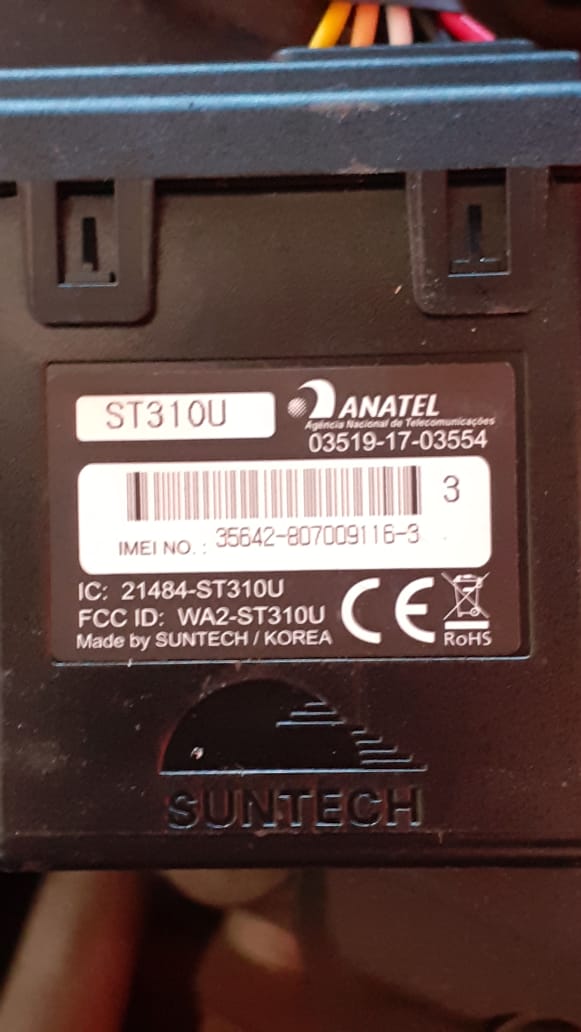 ST310U
ANATEL
Agência Nacional de Telecomunicações
03519-17-03554
3
IMEI NO. : 35642-807009116-3
IC: 21484-ST310U
FCC ID: WA2-ST310U
CE
Made by SUNTECH / KOREA
RoHS
SUNTECH